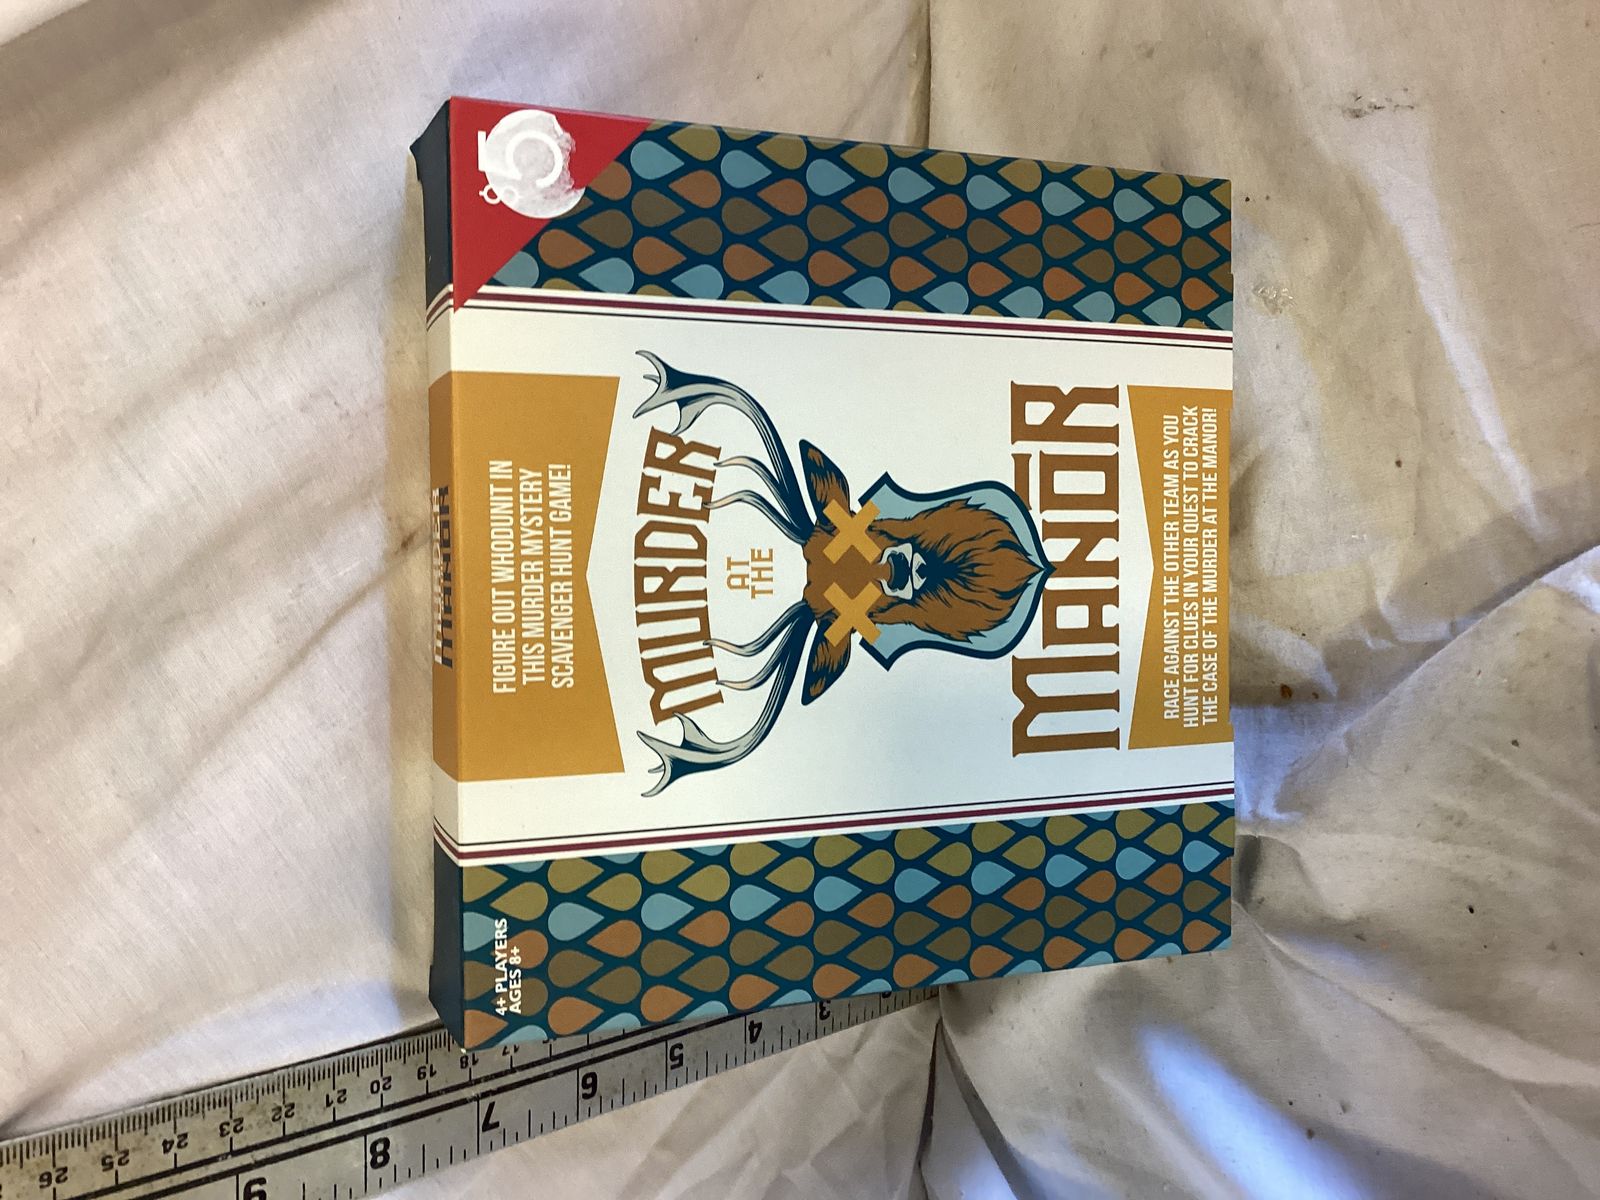 FIGURE OUT WHODUNIT IN
THIS MURDER MYSTERY
SCAVENGER HUNT GAME!
MURDER
AT
THE
MANOR
RACE AGAINST THE OTHER TEAM AS YOU
HUNT FOR CLUES IN YOUR QUEST TO CRACK
THE CASE OF THE MURDER AT THE MANOR!
4+ PLAYERS
AGES 8+
MANOR
17
18
19
20
21
22
23
24
25
26
3
4
5
6
7
8
9